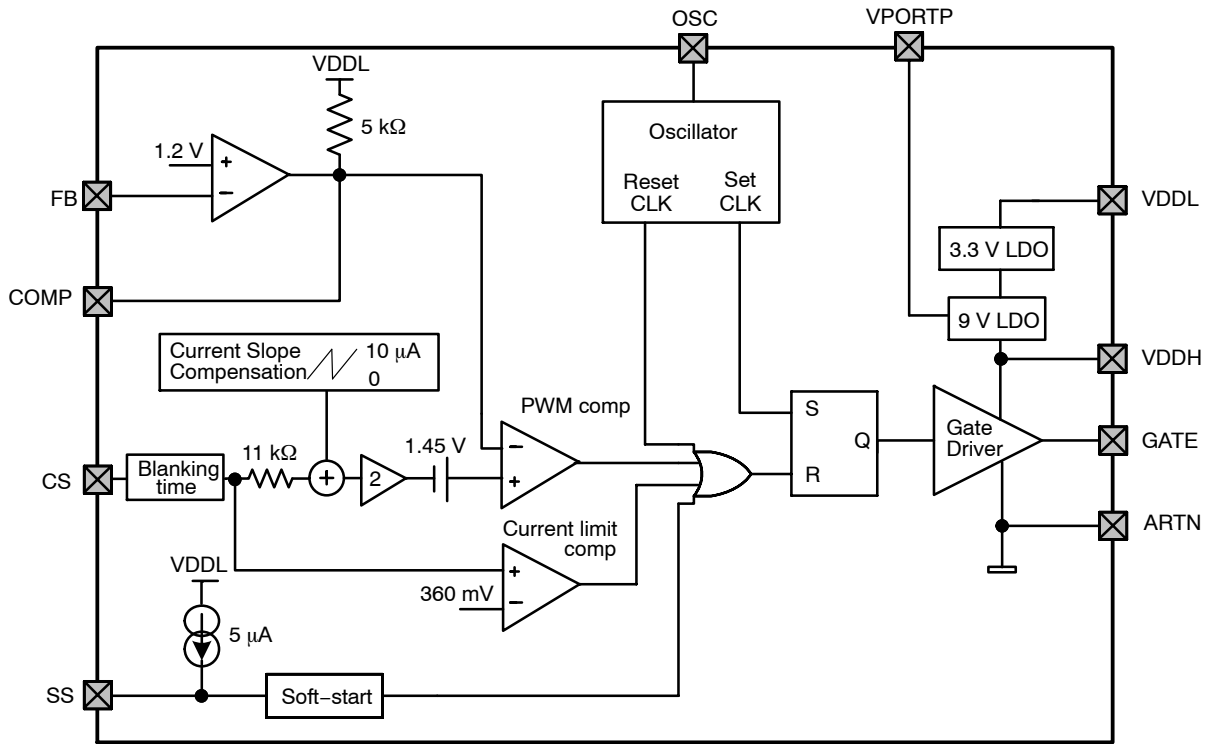 OSC
VPORTP
VDDL
5 kΩ
1.2 V
+
−
FB
COMP
Oscillator
Reset
CLK
Set
CLK
VDDL
3.3 V LDO
9 V LDO
VDDH
Current Slope
Compensation
10 μA
0
PWM comp
1.45 V
11 kΩ
CS
Blanking
time
+
2
−
+
S
Q
R
Gate
Driver
GATE
ARTN
Current limit
comp
+
360 mV
−
VDDL
5 μA
SS
Soft−start